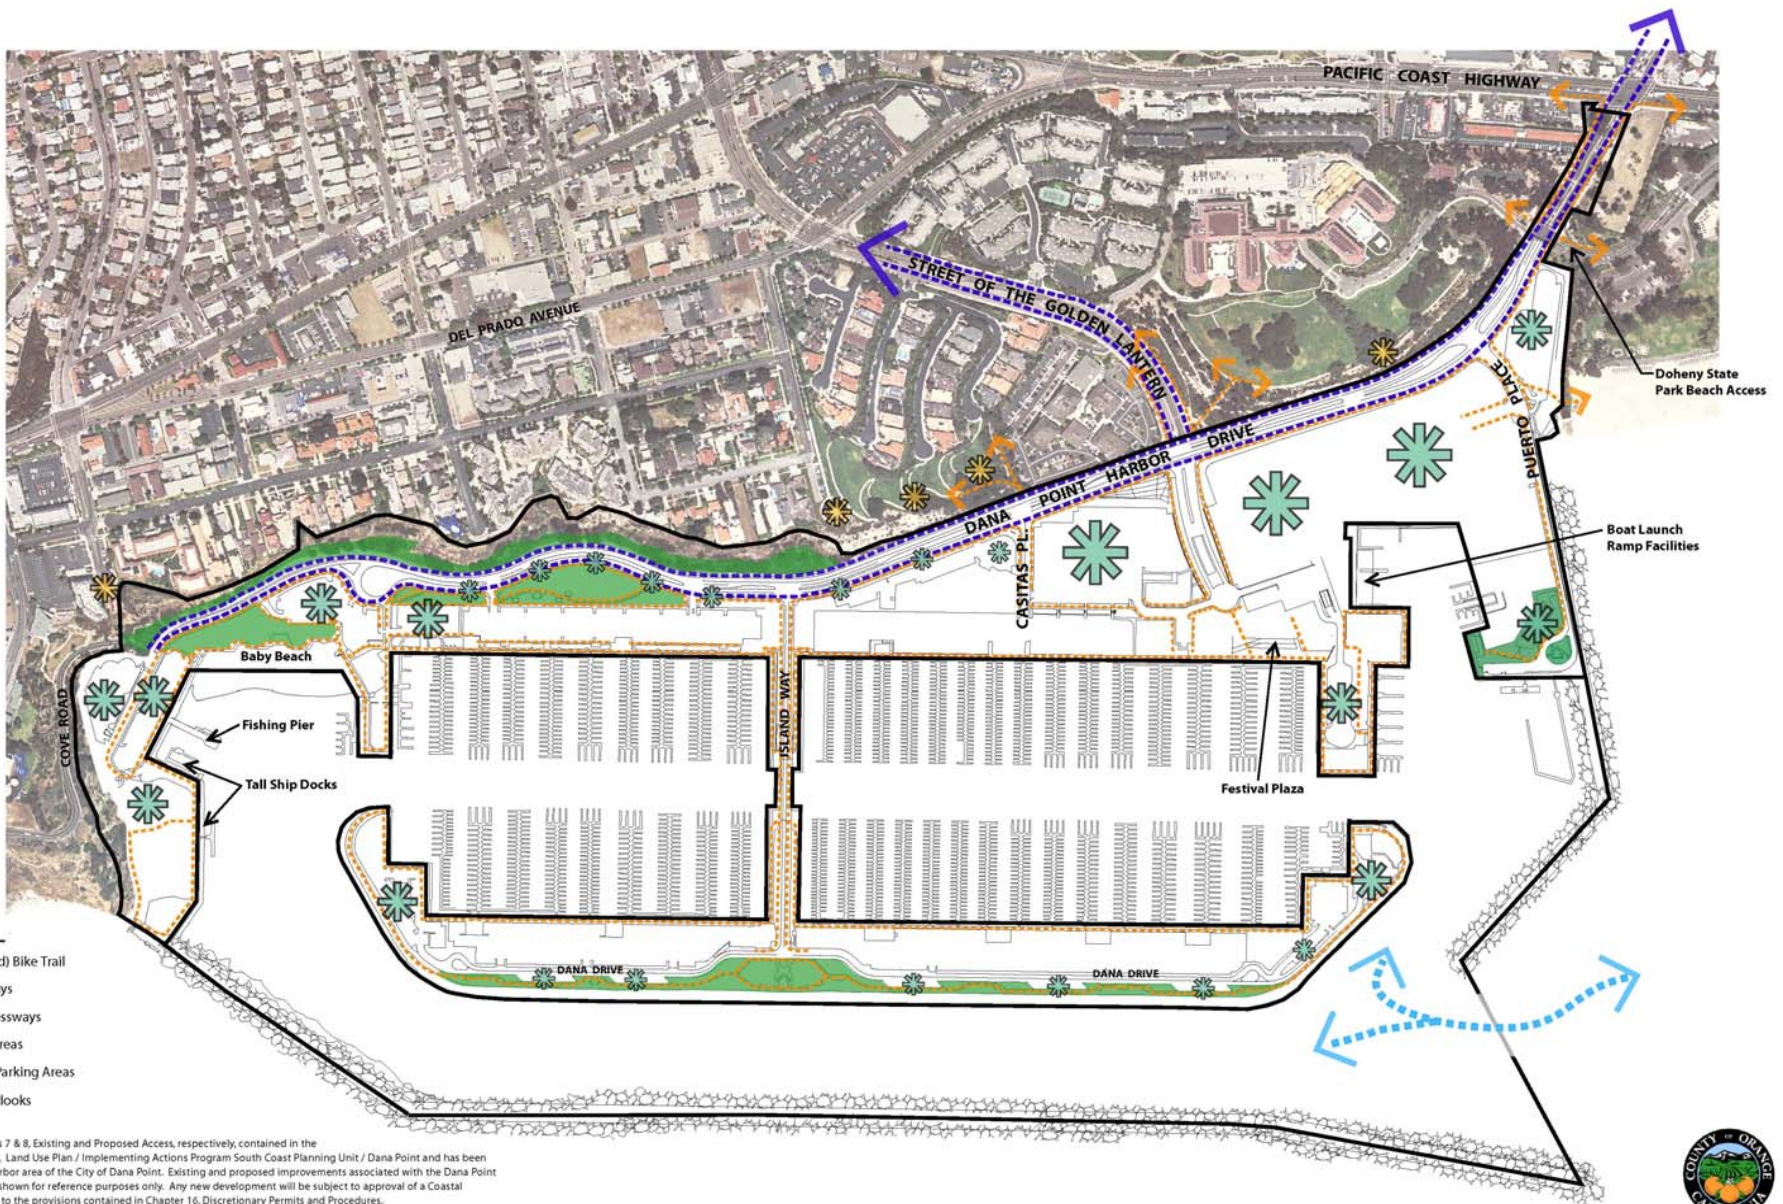 PACIFIC COAST HIGHWAY
STREET OF THE GOLDEN LANTERN
DEL PRADO AVENUE
Doheny State
Park Beach Access
PUERTO PLACE
DANA POINT HARBOR DRIVE
Boat Launch
Ramp Facilities
CASITAS PL.
Baby Beach
COVE ROAD
ISLAND WAY
Fishing Pier
Tall Ship Docks
Festival Plaza
DANA DRIVE
DANA DRIVE
d) Bike Trail
ys
essways
reas
Parking Areas
looks
s 7 & 8, Existing and Proposed Access, respectively, contained in the
Land Use Plan / Implementing Actions Program South Coast Planning Unit / Dana Point and has been
rbor area of the City of Dana Point. Existing and proposed improvements associated with the Dana Point
shown for reference purposes only. Any new development will be subject to approval of a Coastal
to the provisions contained in Chapter 16, Discretionary Permits and Procedures.
COUNTY OF ORANGE